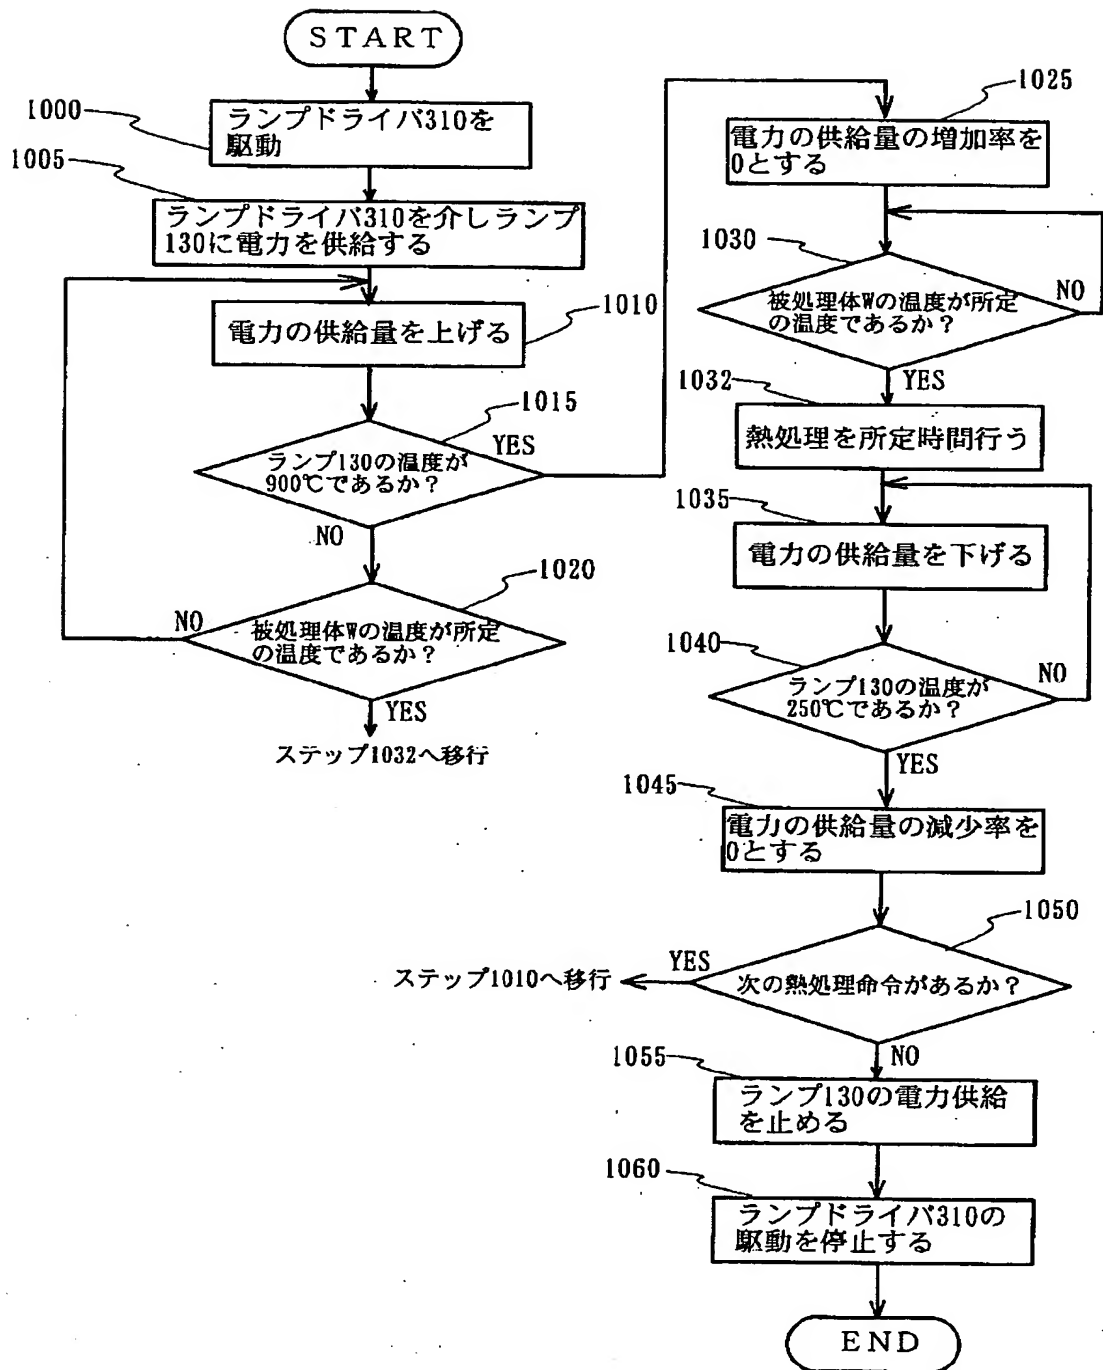 START
1000
ランプドライバ310を
駆動
1005
ランプドライバ310を介しランプ
130に電力を供給する
電力の供給量を上げる
1010
1015
ランプ130の温度が
900℃であるか？
YES
NO
1020
被処理体Wの温度が所定
の温度であるか？
NO
YES
ステップ1032へ移行
1025
電力の供給量の増加率を
0とする
1030
被処理体Wの温度が所定
の温度であるか？
NO
YES
1032
熱処理を所定時間行う
1035
電力の供給量を下げる
1040
ランプ130の温度が
250℃であるか？
NO
YES
1045
電力の供給量の減少率を
0とする
1050
次の熱処理命令があるか？
YES
ステップ1010へ移行
NO
1055
ランプ130の電力供給
を止める
1060
ランプドライバ310の
駆動を停止する
END